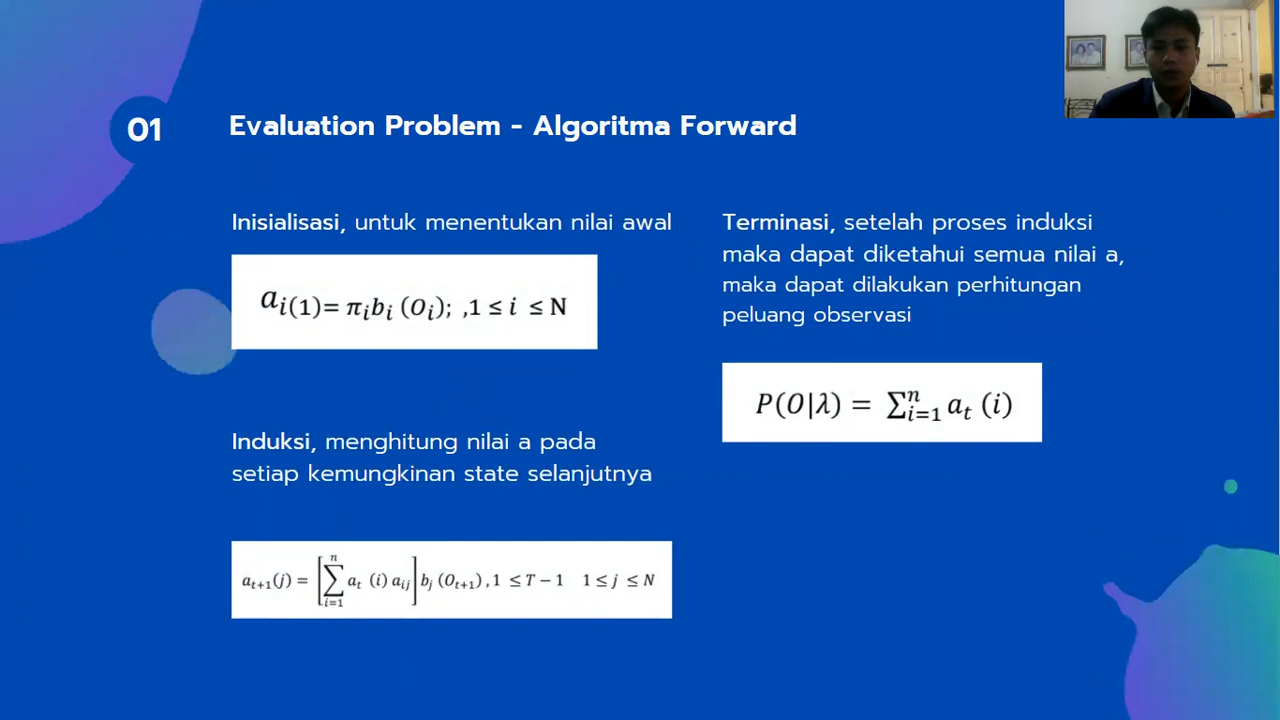 01
Evaluation Problem - Algoritma Forward
Inisialisasi, untuk menentukan nilai awal
a_{i(1)}= π_i b_i (O_i); ,1 ≤ i ≤ N
Induksi, menghitung nilai a pada
setiap kemungkinan state selanjutnya
a_{t+1}(j) = [∑_{i=1}^{n} a_t (i) a_{ij}] b_j (O_{t+1}) , 1 ≤ T − 1 1 ≤ j ≤ N
Terminasi, setelah proses induksi
maka dapat diketahui semua nilai a,
maka dapat dilakukan perhitungan
peluang observasi
P(O|λ) = ∑_{i=1}^{n} a_t (i)